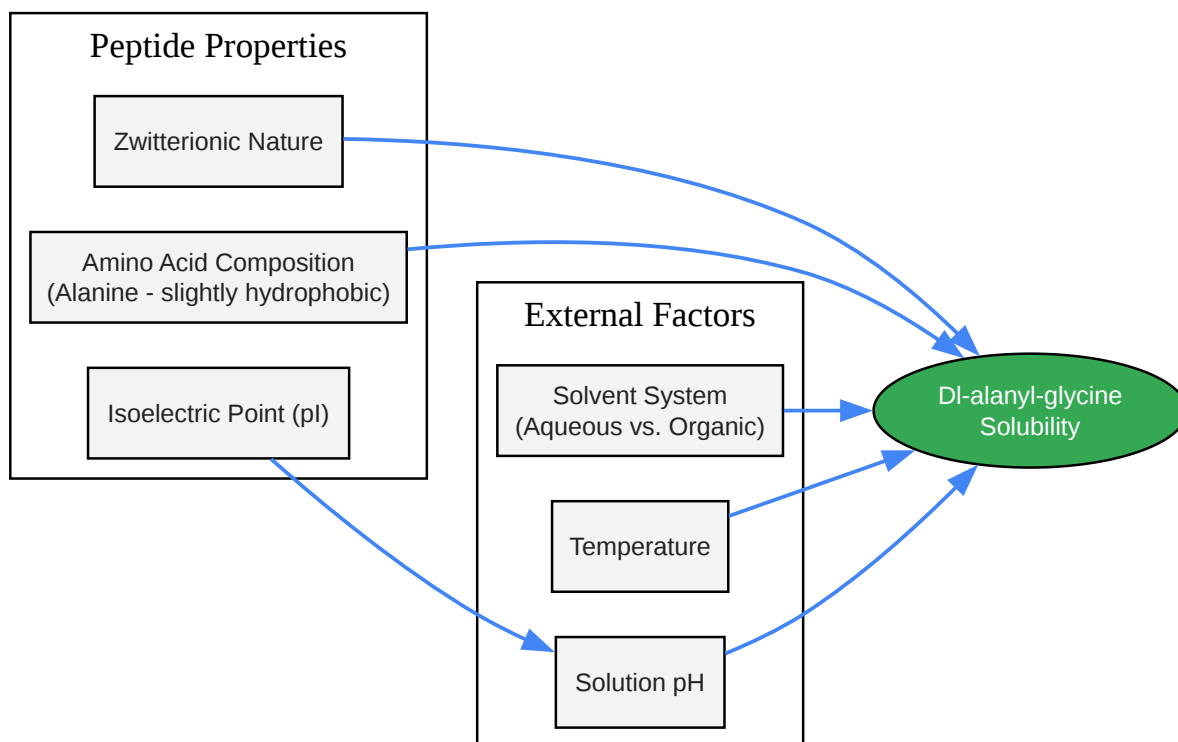 Peptide Properties
Zwitterionic Nature
Amino Acid Composition
(Alanine - slightly hydrophobic)
Isoelectric Point (pI)
External Factors
Solvent System
(Aqueous vs. Organic)
Temperature
Solution pH
Dl-alanyl-glycine
Solubility